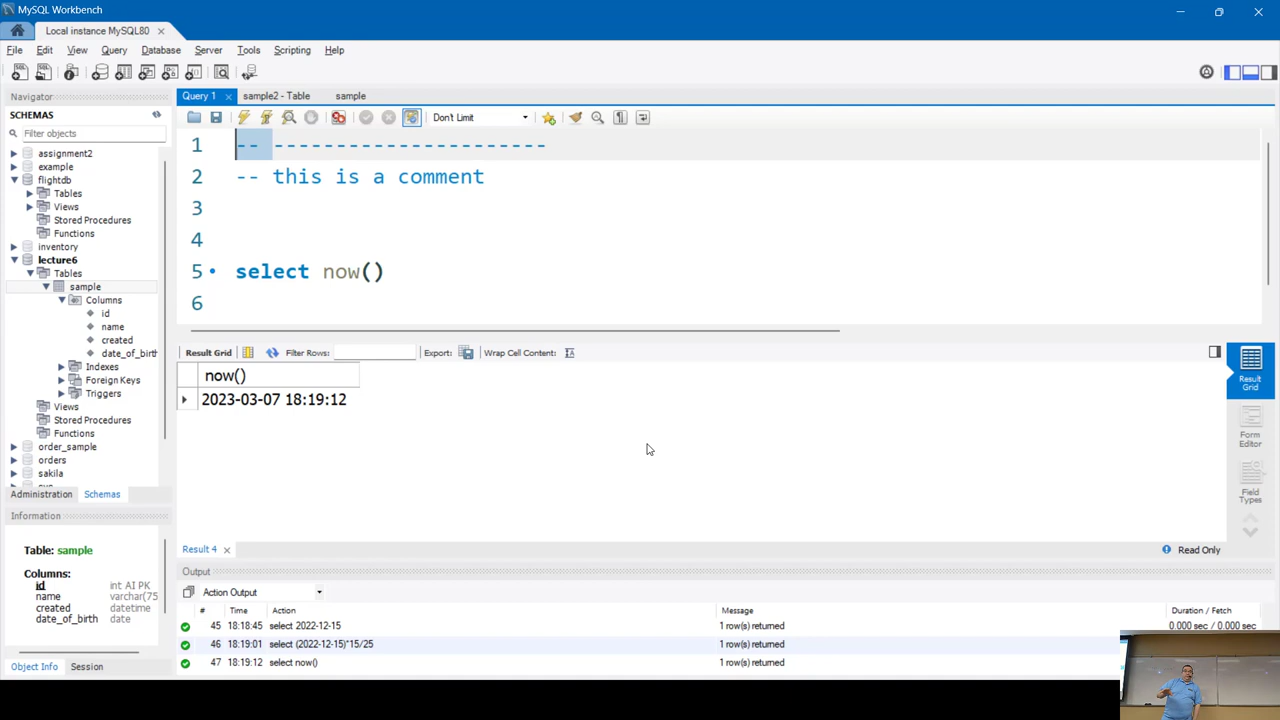 MySQL Workbench
Local instance MySQL80
File Edit View Query Database Server Tools Scripting Help
Navigator
SCHEMAS
Filter objects
assignment2
example
flightdb
Tables
Views
Stored Procedures
Functions
inventory
lecture6
Tables
sample
Columns
id
name
created
date_of_birth
Indexes
Foreign Keys
Triggers
Views
Stored Procedures
Functions
order_sample
orders
sakila
Administration Schemas
Information
Table: sample
Columns:
id int AI PK
name varchar(75
created datetime
date_of_birth date
Object Info Session
Query 1 sample2 - Table sample
Don't Limit
1 -- ----------------------
2 -- this is a comment
3
4
5 select now()
6
Result Grid Filter Rows: Export: Wrap Cell Content:
now()
2023-03-07 18:19:12
Result Grid
Form Editor
Field Types
Result 4
Read Only
Output
Action Output
# Time Action Message Duration / Fetch
45 18:18:45 select 2022-12-15 1 row(s) returned 0.000 sec / 0.000 sec
46 18:19:01 select (2022-12-15)*15/25 1 row(s) returned
47 18:19:12 select now() 1 row(s) returned